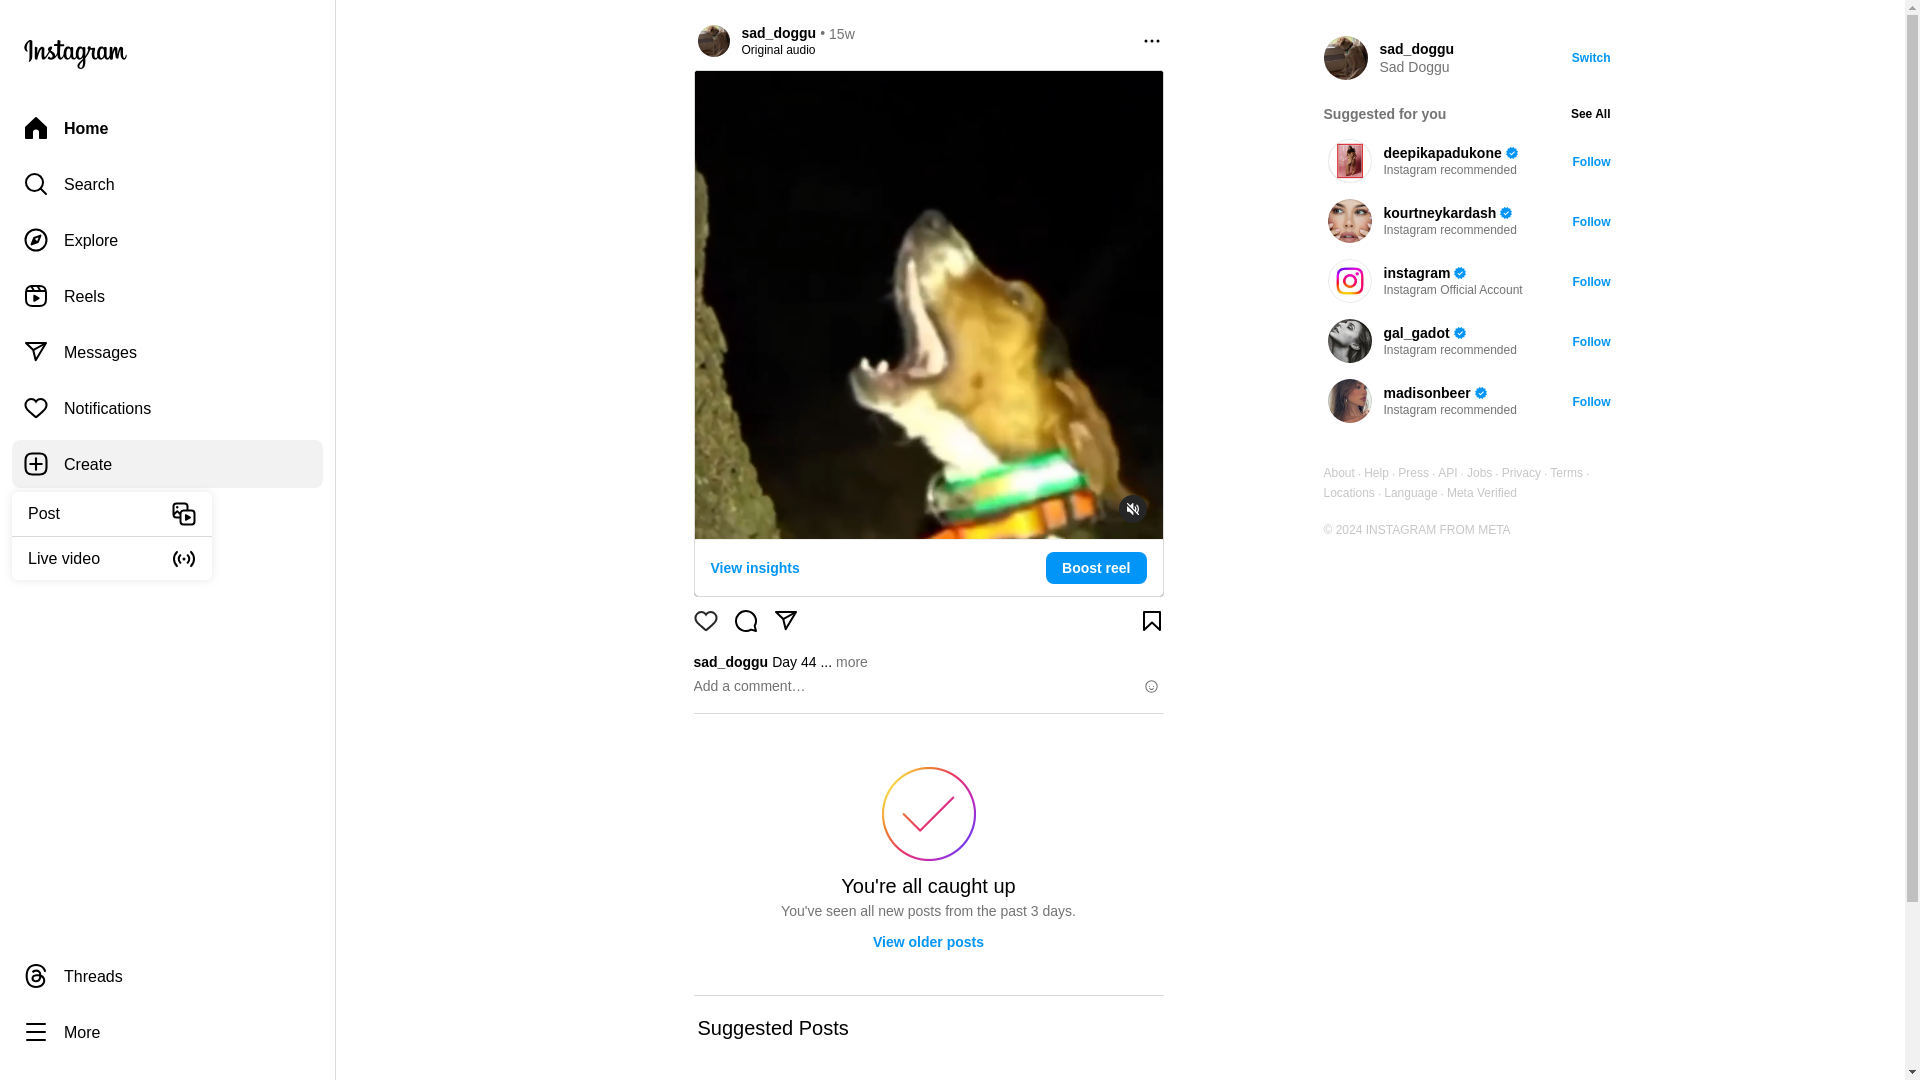 Instagram
Home
Search
Explore
Reels
Messages
Notifications
Create
Post
Live video
Threads
More
sad_doggu • 15w
Original audio
View insights
Boost reel
sad_doggu Day 44 ... more
Add a comment…
You're all caught up
You've seen all new posts from the past 3 days.
View older posts
Suggested Posts
sad_doggu
Sad Doggu
Switch
Suggested for you
See All
deepikapadukone
Instagram recommended
Follow
kourtneykardash
Instagram recommended
Follow
instagram
Instagram Official Account
Follow
gal_gadot
Instagram recommended
Follow
madisonbeer
Instagram recommended
Follow
About · Help · Press · API · Jobs · Privacy · Terms ·
Locations · Language · Meta Verified
© 2024 INSTAGRAM FROM META